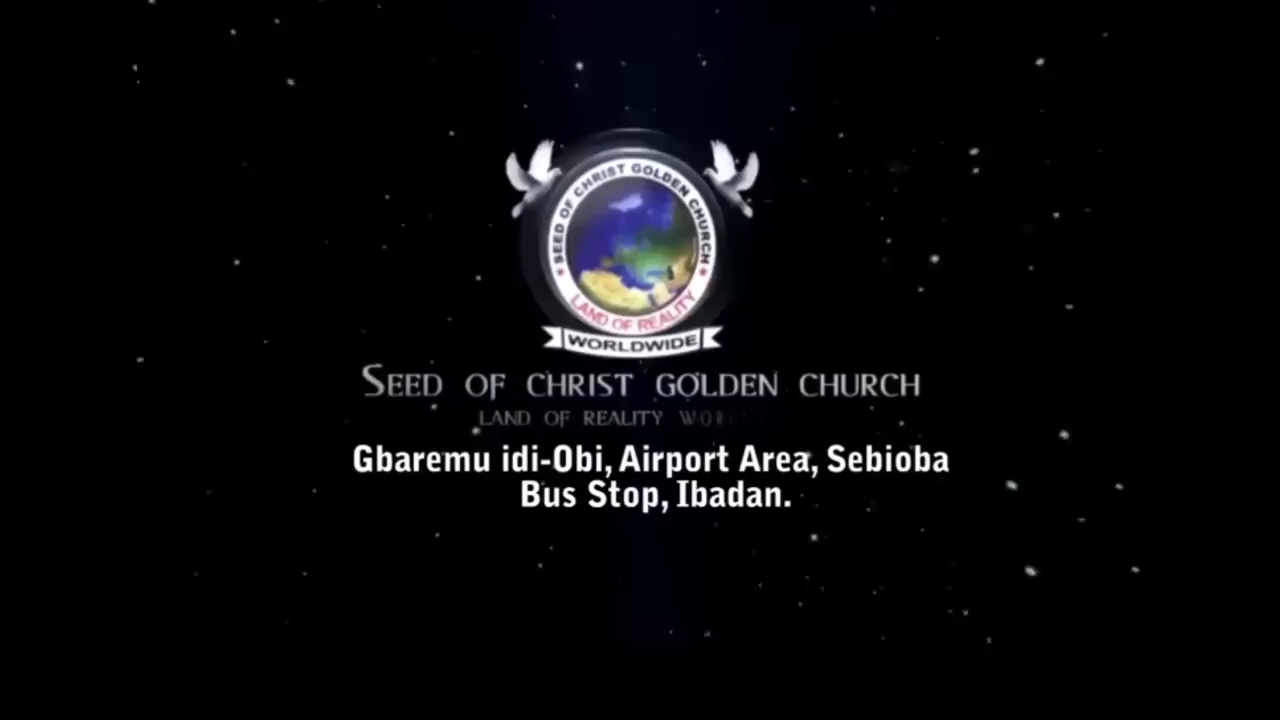 SEED OF CHRIST GOLDEN CHURCH
LAND OF REALITY
WORLDWIDE
SEED OF CHRIST GOLDEN CHURCH
LAND OF REALITY
Gbaremu idi-Obi, Airport Area, Sebioba
Bus Stop, Ibadan.